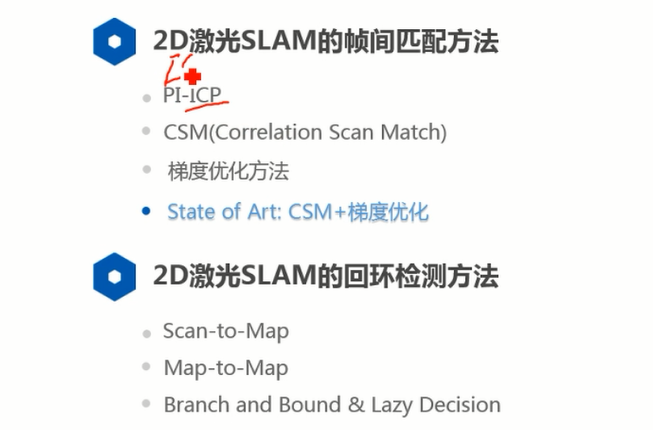 2D激光SLAM的帧间匹配方法
PI-ICP
CSM(Correlation Scan Match)
梯度优化方法
State of Art: CSM+梯度优化
2D激光SLAM的回环检测方法
Scan-to-Map
Map-to-Map
Branch and Bound & Lazy Decision